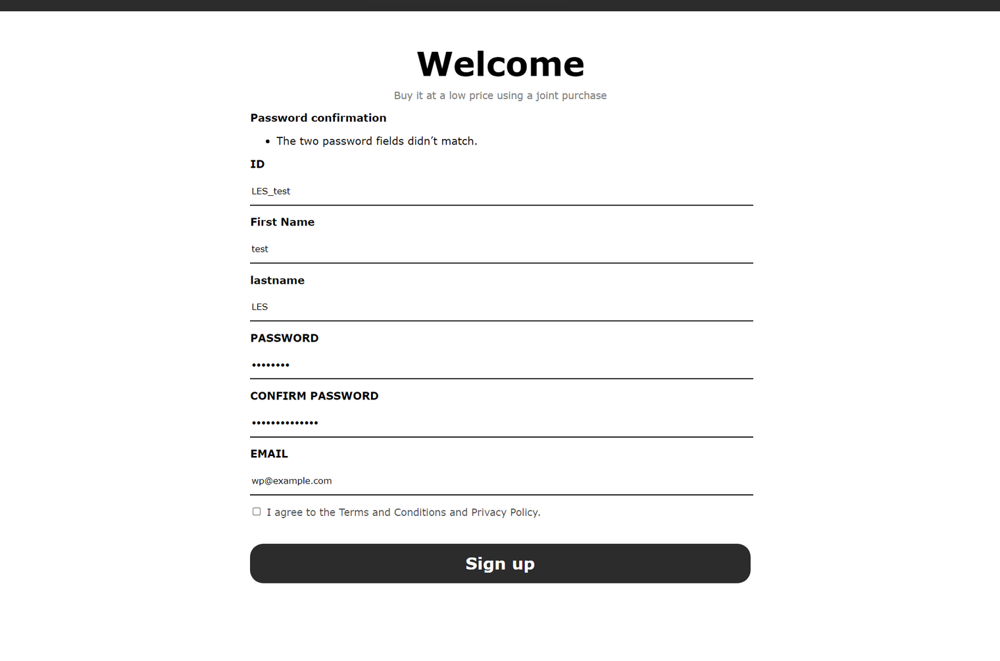 Welcome
Buy it at a low price using a joint purchase
Password confirmation
• The two password fields didn’t match.
ID
LES_test
First Name
test
lastname
LES
PASSWORD
••••••••
CONFIRM PASSWORD
••••••••••••••
EMAIL
wp@example.com
I agree to the Terms and Conditions and Privacy Policy.
Sign up